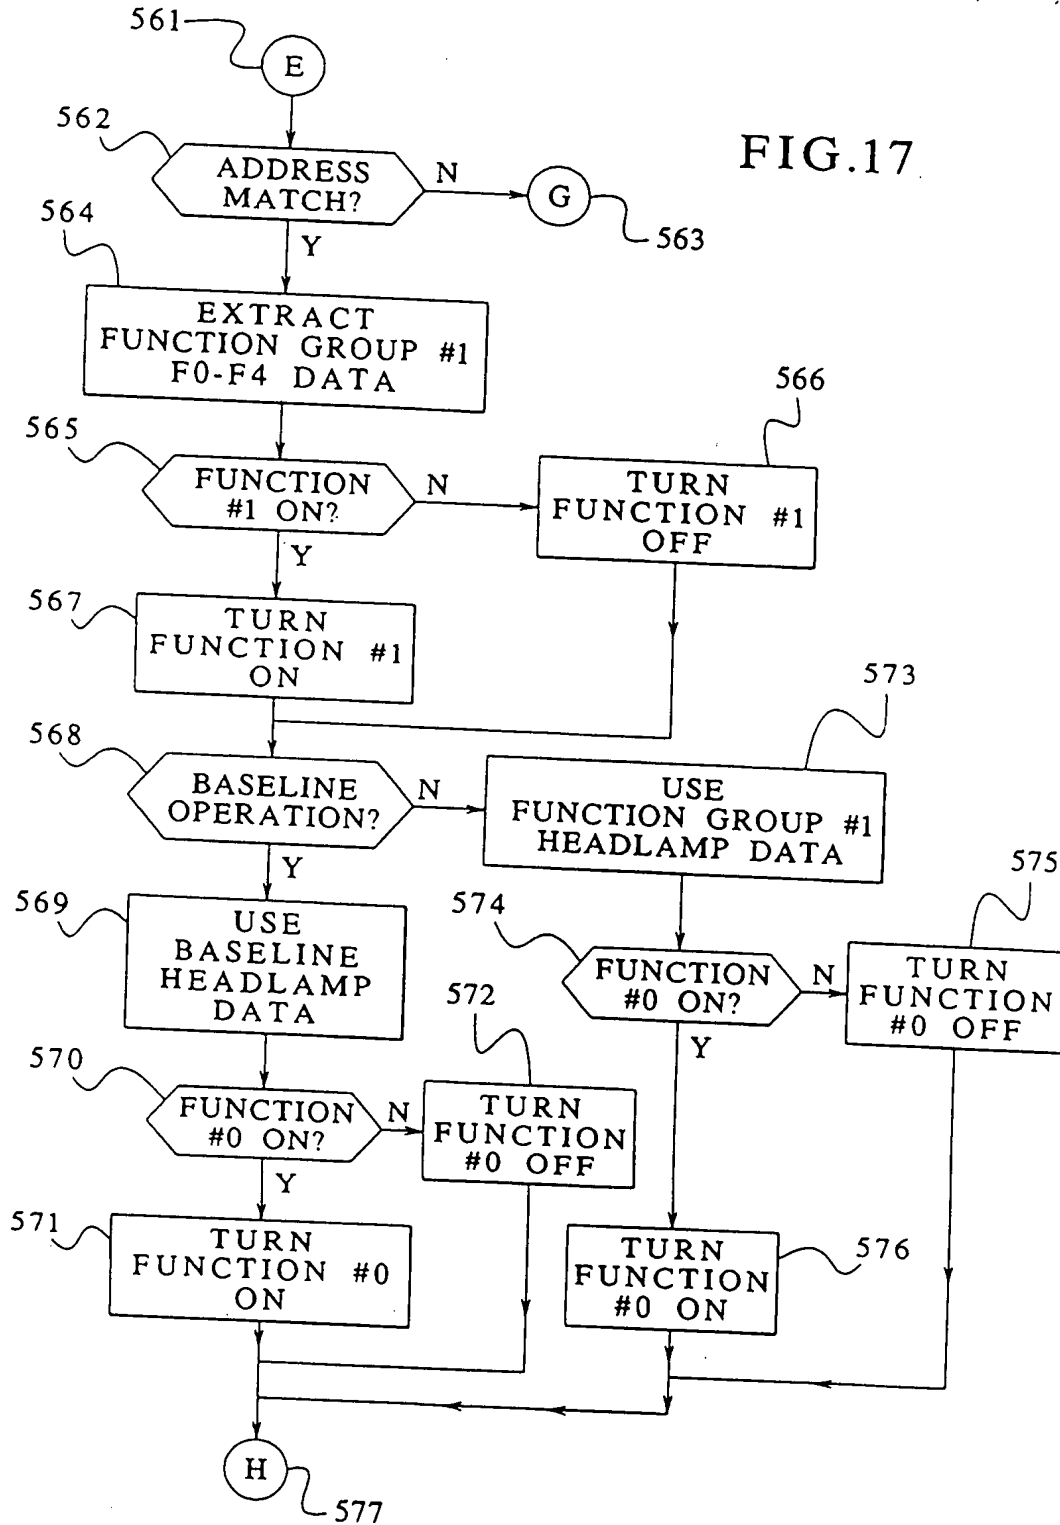 561
E
562
ADDRESS
MATCH?
N
G
563
FIG.17
Y
564
EXTRACT
FUNCTION GROUP #1
F0-F4 DATA
565
FUNCTION
#1 ON?
N
566
TURN
FUNCTION #1
OFF
Y
567
TURN
FUNCTION #1
ON
568
BASELINE
OPERATION?
N
573
USE
FUNCTION GROUP #1
HEADLAMP DATA
Y
569
USE
BASELINE
HEADLAMP
DATA
574
FUNCTION
#0 ON?
N
575
TURN
FUNCTION
#0 OFF
Y
570
FUNCTION
#0 ON?
N
572
TURN
FUNCTION
#0 OFF
Y
571
TURN
FUNCTION #0
ON
TURN
FUNCTION
#0 ON
576
H
577